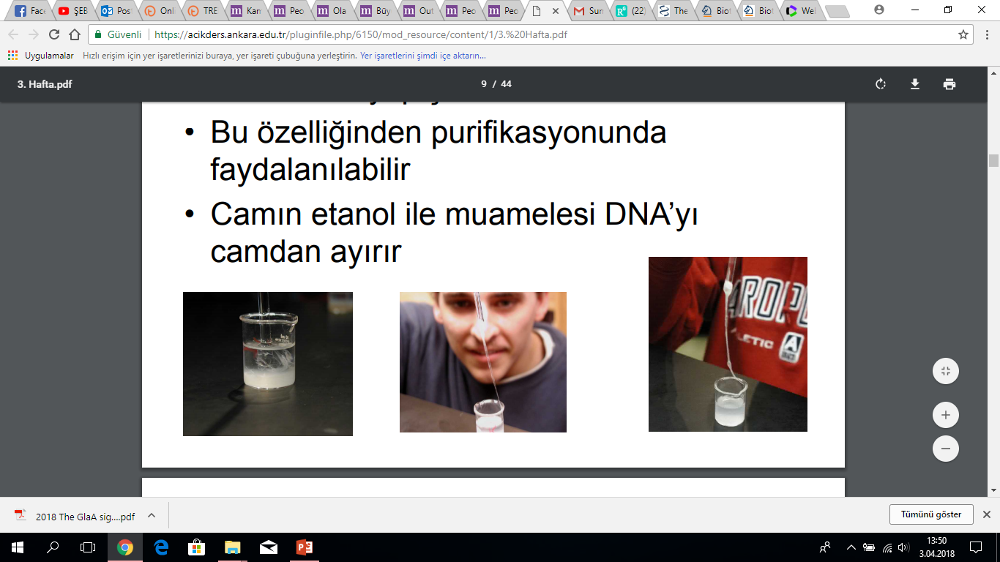 Face
ŞEB
Post
Onli
TRE
Kan
Peo
Ola
Büy
Out
Peo
Peo
Sun
(22)
The
Biot
Biot
Wel
Güvenli
https://acikders.ankara.edu.tr/pluginfile.php/6150/mod_resource/content/1/3.%20Hafta.pdf
Uygulamalar Hızlı erişim için yer işaretlerinizi buraya, yer işareti çubuğuna yerleştirin. Yer işaretlerini şimdi içe aktarın...
3. Hafta.pdf
9 / 44
• Bu özelliğinden purifikasyonunda
faydalanılabilir
• Camın etanol ile muamelesi DNA'yı
camdan ayırır
AROPO
LETIC
A
2018 The GlaA sig....pdf
Tümünü göster
13:50
3.04.2018